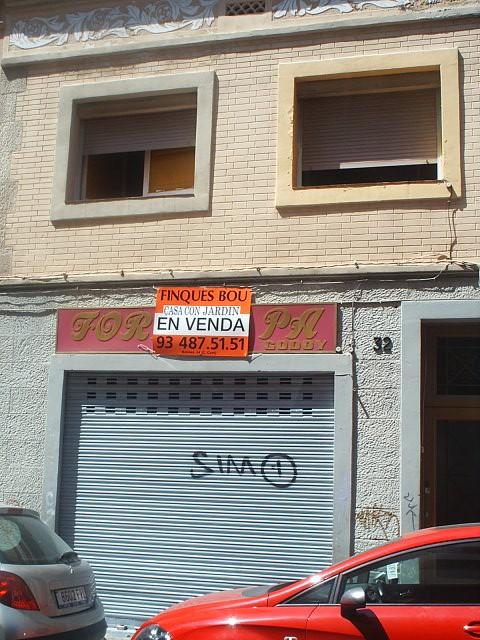 FINQUES BOU
CASA CON JARDIN
EN VENDA
93 487.51.51
FOR
PA
GODOY
32
SIM